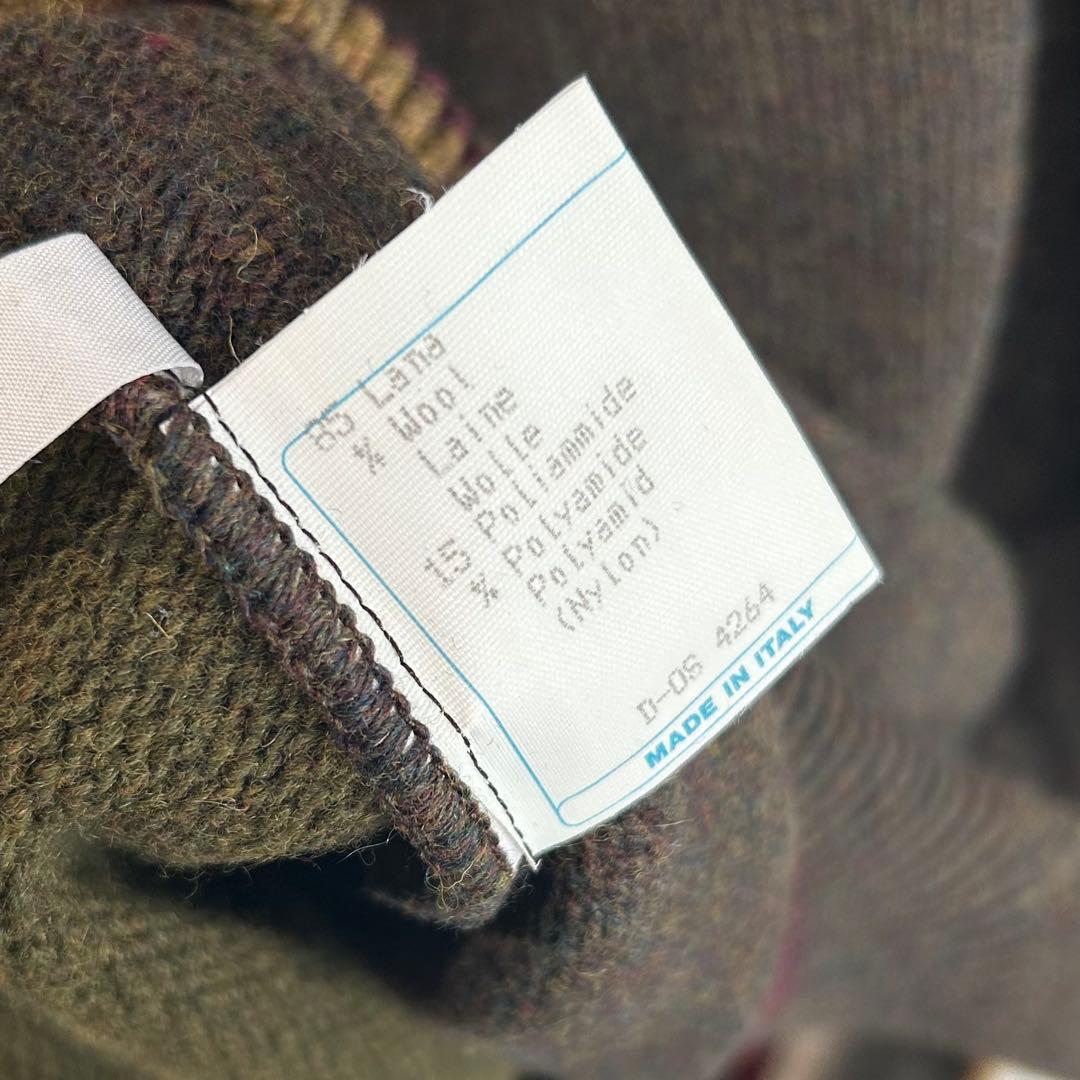 85 Lana
% Wool
Laine
Wolle
15 Poliammide
% Polyamide
Polyamid
(Nylon)
D-OS 4264
MADE IN ITALY